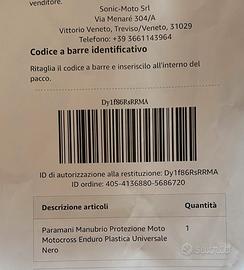 venditore.
Sonic-Moto Srl
Via Menaré 304/A
Vittorio Veneto, Treviso/Veneto, 31029
Telefono: +39 3661143964
Codice a barre identificativo
Ritaglia il codice a barre e inseriscilo all'interno del
pacco.
Dy1f86RsRRMA
ID di autorizzazione alla restituzione: Dy1f86RsRRMA
ID ordine: 405-4136880-5686720
Descrizione articoli Quantità
Paramani Manubrio Protezione Moto 1
Motocross Enduro Plastica Universale
Nero
subito